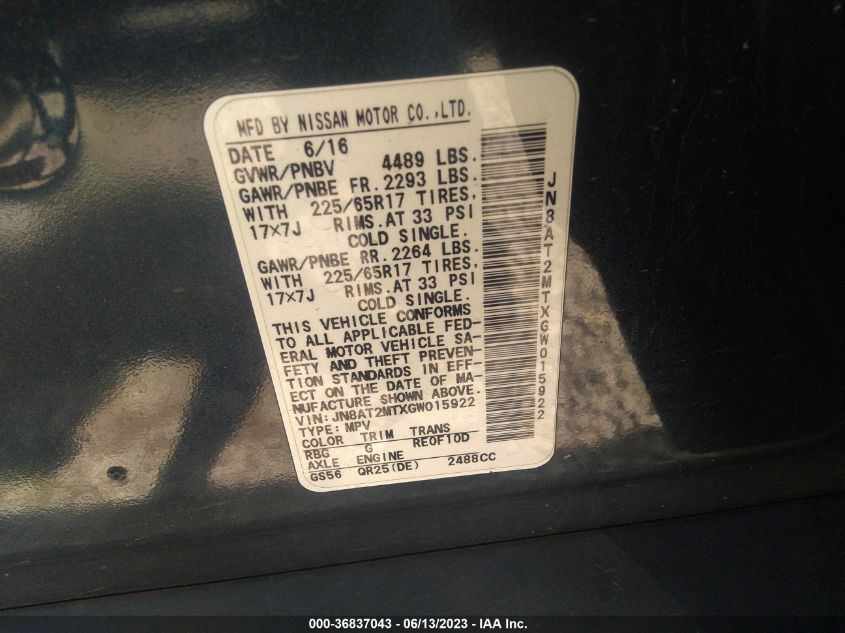 MFD BY NISSAN MOTOR CO.,LTD.
DATE 6/16
GVWR/PNBV 4489 LBS.
GAWR/PNBE FR. 2293 LBS.
WITH 225/65R17 TIRES,
17×7J RIMS.AT 33 PSI
COLD SINGLE.
GAWR/PNBE RR. 2264 LBS.
WITH 225/65R17 TIRES,
17×7J RIMS.AT 33 PSI
COLD SINGLE.
THIS VEHICLE CONFORMS
TO ALL APPLICABLE FED-
ERAL MOTOR VEHICLE SA-
FETY AND THEFT PREVEN-
TION STANDARDS IN EFF-
ECT ON THE DATE OF MA-
NUFACTURE SHOWN ABOVE.
VIN: JN8AT2MTXGW015922
TYPE: MPV
COLOR TRIM TRANS
RBG G RE0F10D
AXLE ENGINE
GS56 QR25(DE) 2488CC
JN8AT2MTXGW015922
000-36837043 - 06/13/2023 - IAA Inc.